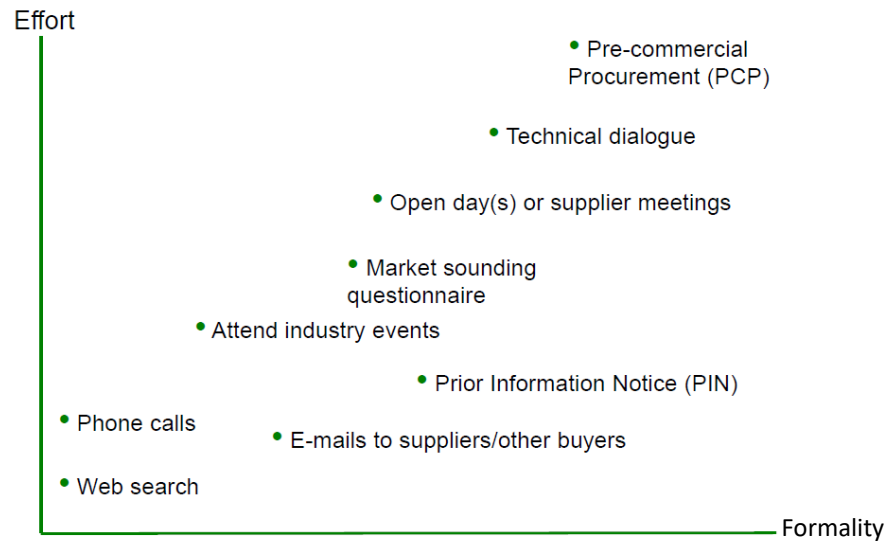 Effort
• Pre-commercial
Procurement (PCP)
• Technical dialogue
• Open day(s) or supplier meetings
• Market sounding
questionnaire
• Attend industry events
• Prior Information Notice (PIN)
• Phone calls
• E-mails to suppliers/other buyers
• Web search
Formality